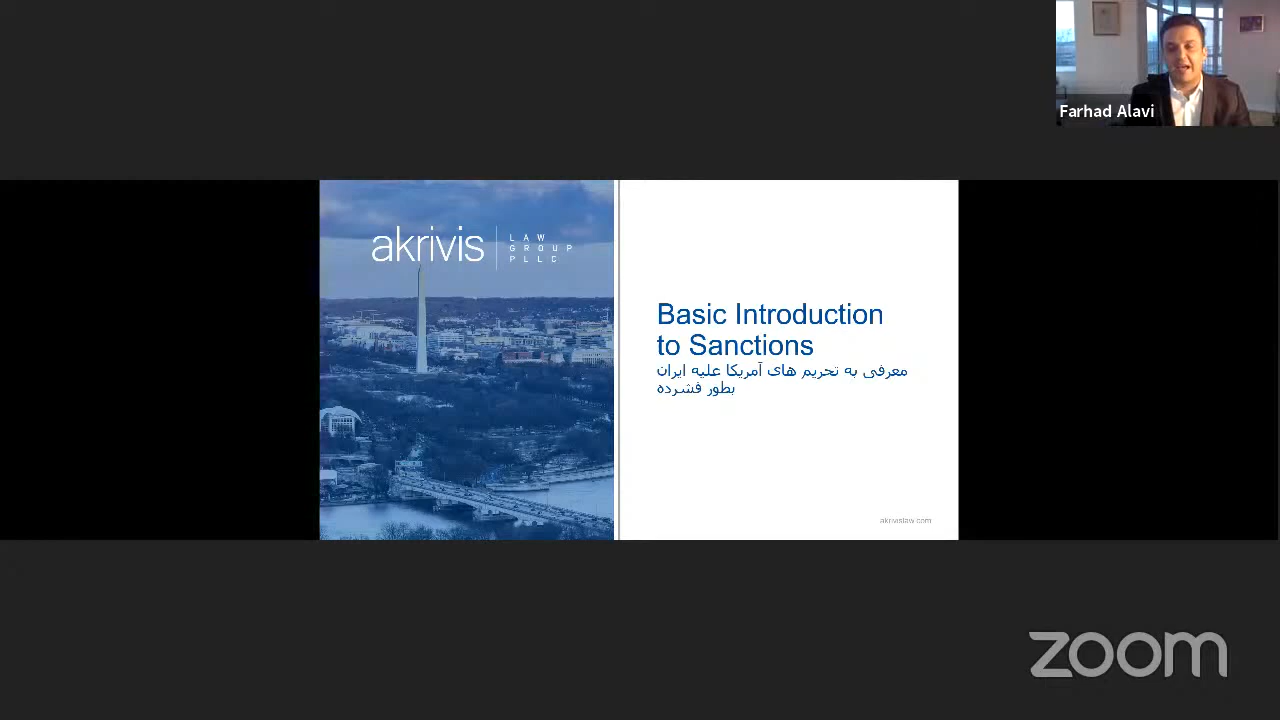 Farhad Alavi
akrivis
LAW
GROUP
PLLC
Basic Introduction
to Sanctions
معرفی به تحریم های آمریکا علیه ایران
بطور فشرده
akrivislaw.com
zoom